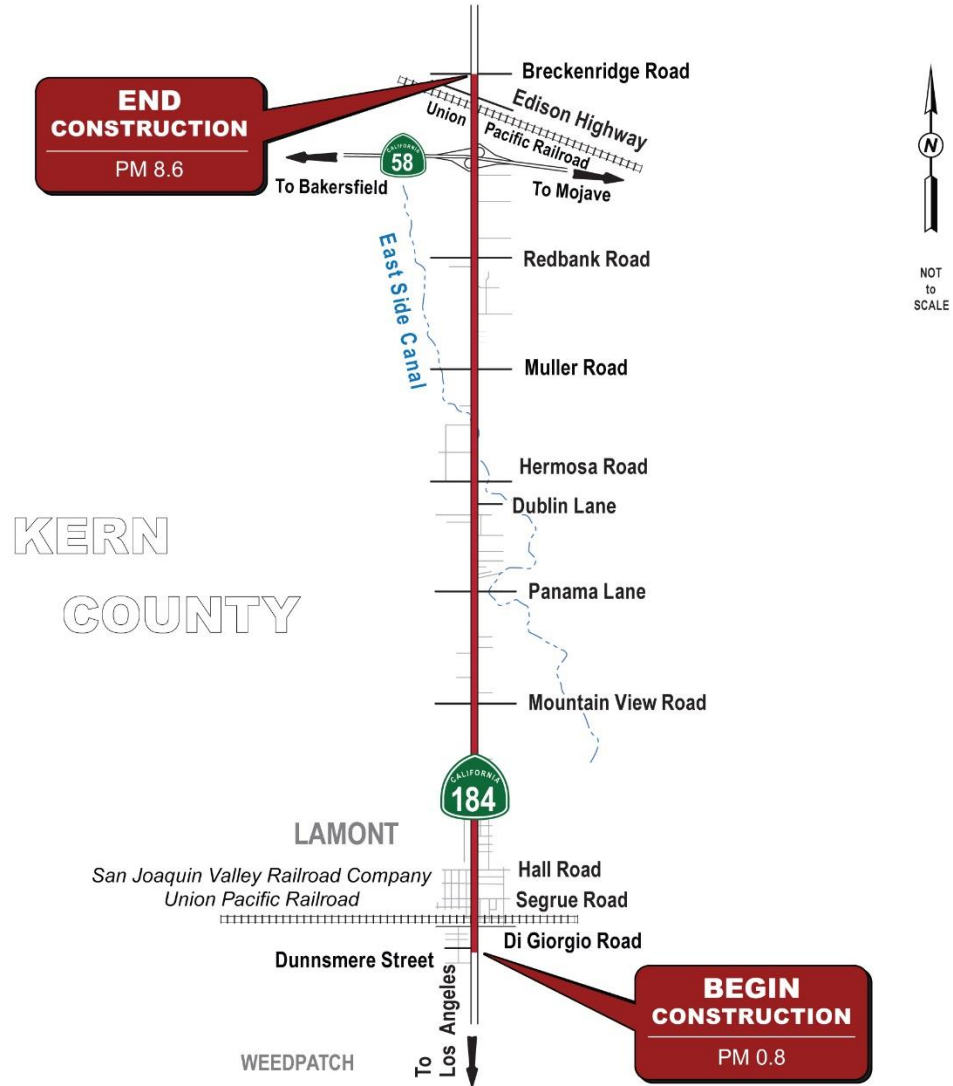 Breckenridge Road
END
CONSTRUCTION
PM 8.6
Edison Highway
Union Pacific Railroad
CALIFORNIA
58
To Bakersfield
To Mojave
N
NOT
to
SCALE
East Side Canal
Redbank Road
Muller Road
Hermosa Road
Dublin Lane
KERN
COUNTY
Panama Lane
Mountain View Road
CALIFORNIA
184
LAMONT
San Joaquin Valley Railroad Company
Union Pacific Railroad
Hall Road
Segrue Road
Di Giorgio Road
Dunnsmere Street
To
Los Angeles
BEGIN
CONSTRUCTION
PM 0.8
WEEDPATCH